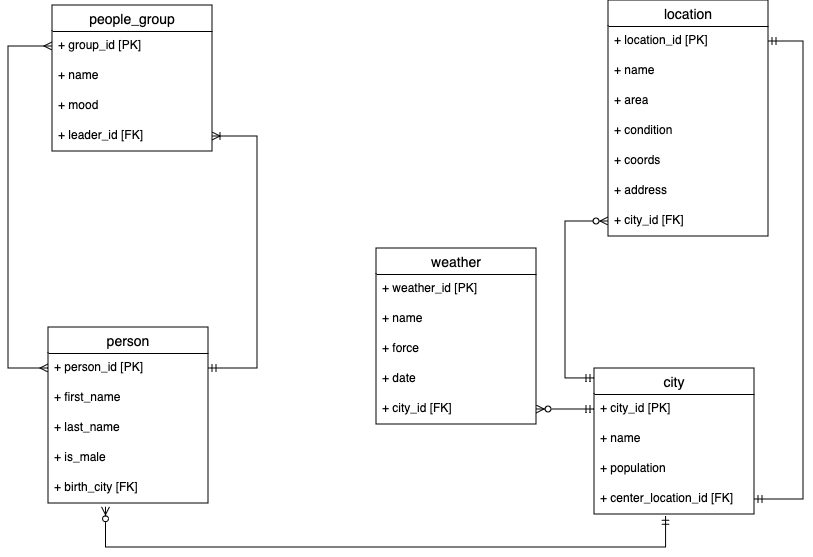 people_group
+ group_id [PK]
+ name
+ mood
+ leader_id [FK]
location
+ location_id [PK]
+ name
+ area
+ condition
+ coords
+ address
+ city_id [FK]
weather
+ weather_id [PK]
+ name
+ force
+ date
+ city_id [FK]
person
+ person_id [PK]
+ first_name
+ last_name
+ is_male
+ birth_city [FK]
city
+ city_id [PK]
+ name
+ population
+ center_location_id [FK]